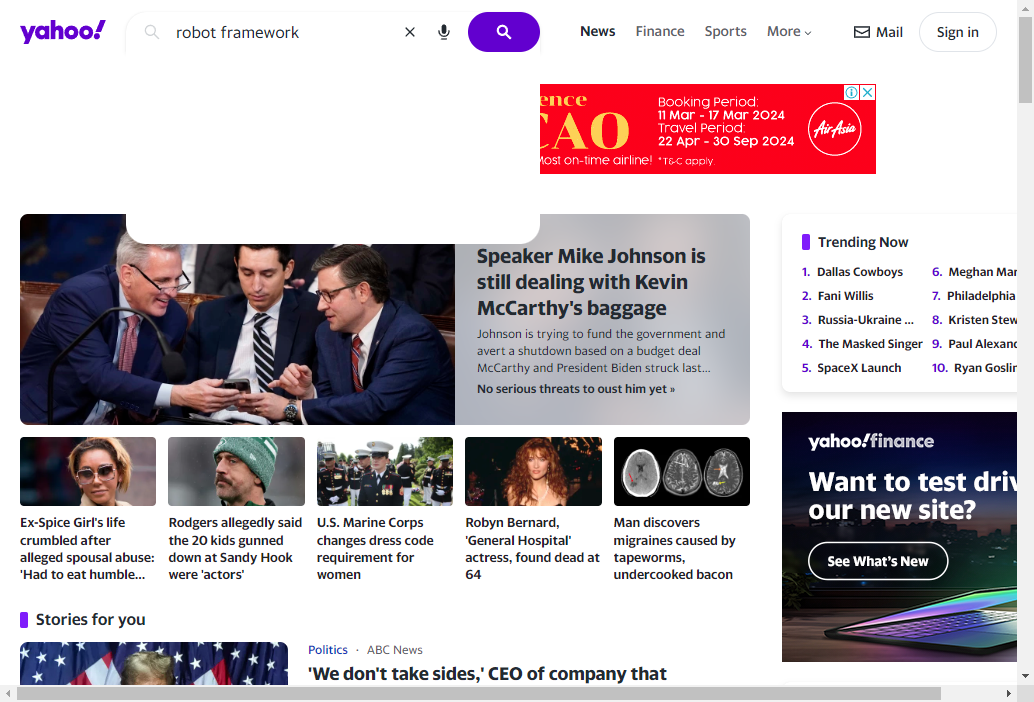 yahoo!
robot framework
News
Finance
Sports
More
Mail
Sign in
ence
CAO
Most on-time airline!
Booking Period:
11 Mar - 17 Mar 2024
Travel Period:
22 Apr - 30 Sep 2024
*T&C apply.
AirAsia
Speaker Mike Johnson is
still dealing with Kevin
McCarthy's baggage
Johnson is trying to fund the government and
avert a shutdown based on a budget deal
McCarthy and President Biden struck last...
No serious threats to oust him yet »
Trending Now
1. Dallas Cowboys
2. Fani Willis
3. Russia-Ukraine ...
4. The Masked Singer
5. SpaceX Launch
6. Meghan Mar
7. Philadelphia
8. Kristen Stew
9. Paul Alexand
10. Ryan Goslin
Ex-Spice Girl's life
crumbled after
alleged spousal abuse:
'Had to eat humble...
Rodgers allegedly said
the 20 kids gunned
down at Sandy Hook
were 'actors'
U.S. Marine Corps
changes dress code
requirement for
women
Robyn Bernard,
'General Hospital'
actress, found dead at
64
Man discovers
migraines caused by
tapeworms,
undercooked bacon
yahoo!finance
Want to test driv
our new site?
See What's New
Stories for you
Politics · ABC News
'We don't take sides,' CEO of company that